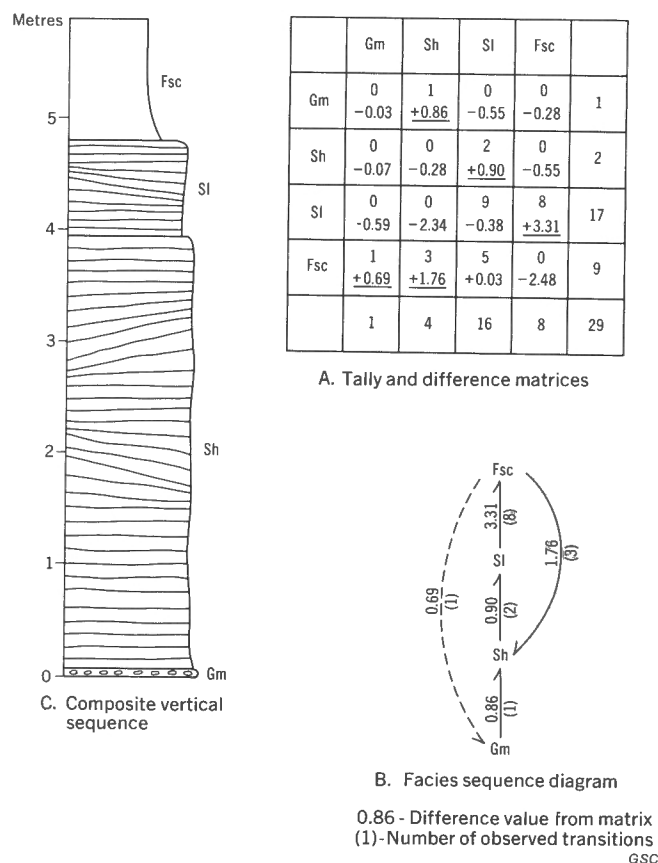 Metres
Fsc
5
Sl
4
3
Sh
2
1
0
Gm
C. Composite vertical
sequence
Gm Sh Sl Fsc
Gm 0 1 0 0 1
-0.03 +0.86 -0.55 -0.28
Sh 0 0 2 0 2
-0.07 -0.28 +0.90 -0.55
Sl 0 0 9 8 17
-0.59 -2.34 -0.38 +3.31
Fsc 1 3 5 0 9
+0.69 +1.76 +0.03 -2.48
1 4 16 8 29
A. Tally and difference matrices
Fsc
3.31
(8)
1.76
(3)
Sl
0.69
(1)
0.90
(2)
Sh
0.86
(1)
Gm
B. Facies sequence diagram
0.86 - Difference value from matrix
(1)-Number of observed transitions
GSC